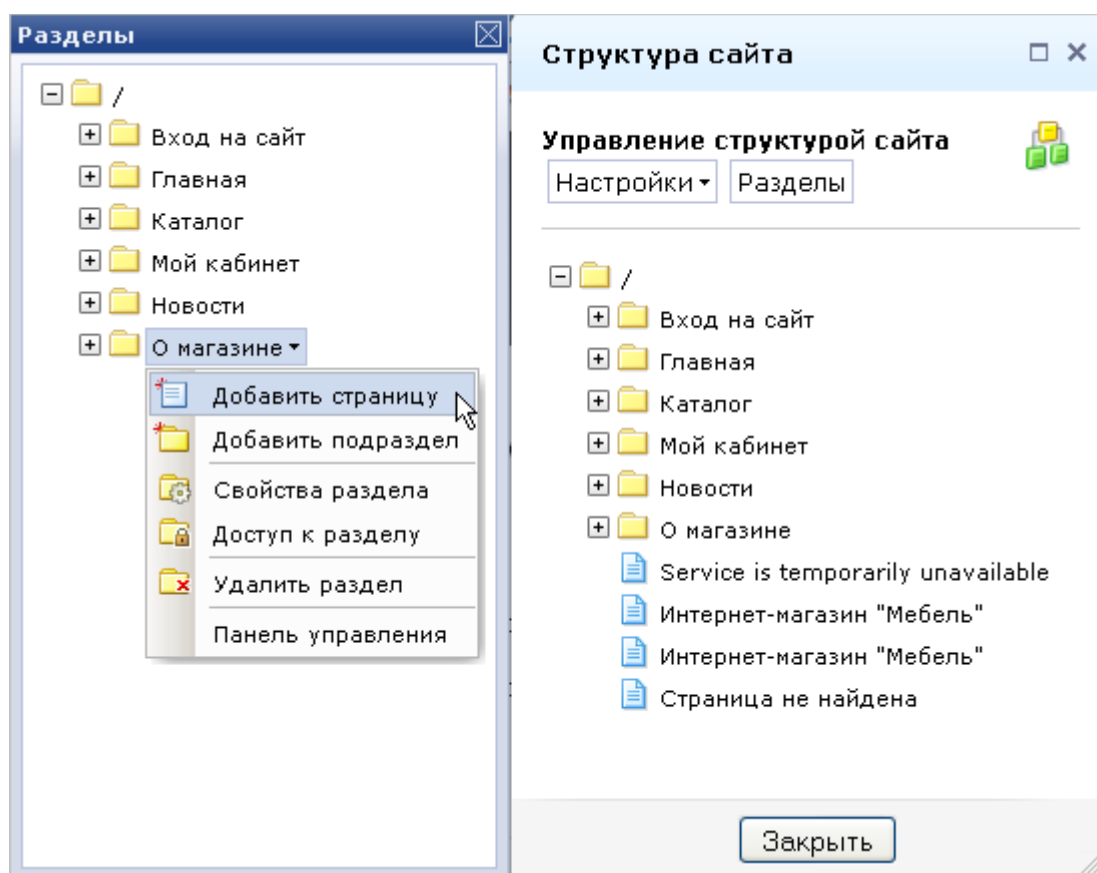 Разделы
/
Вход на сайт
Главная
Каталог
Мой кабинет
Новости
О магазине
Добавить страницу
Добавить подраздел
Свойства раздела
Доступ к разделу
Удалить раздел
Панель управления
Структура сайта
Управление структурой сайта
Настройки Разделы
/
Вход на сайт
Главная
Каталог
Мой кабинет
Новости
О магазине
Service is temporarily unavailable
Интернет-магазин "Мебель"
Интернет-магазин "Мебель"
Страница не найдена
Закрыть